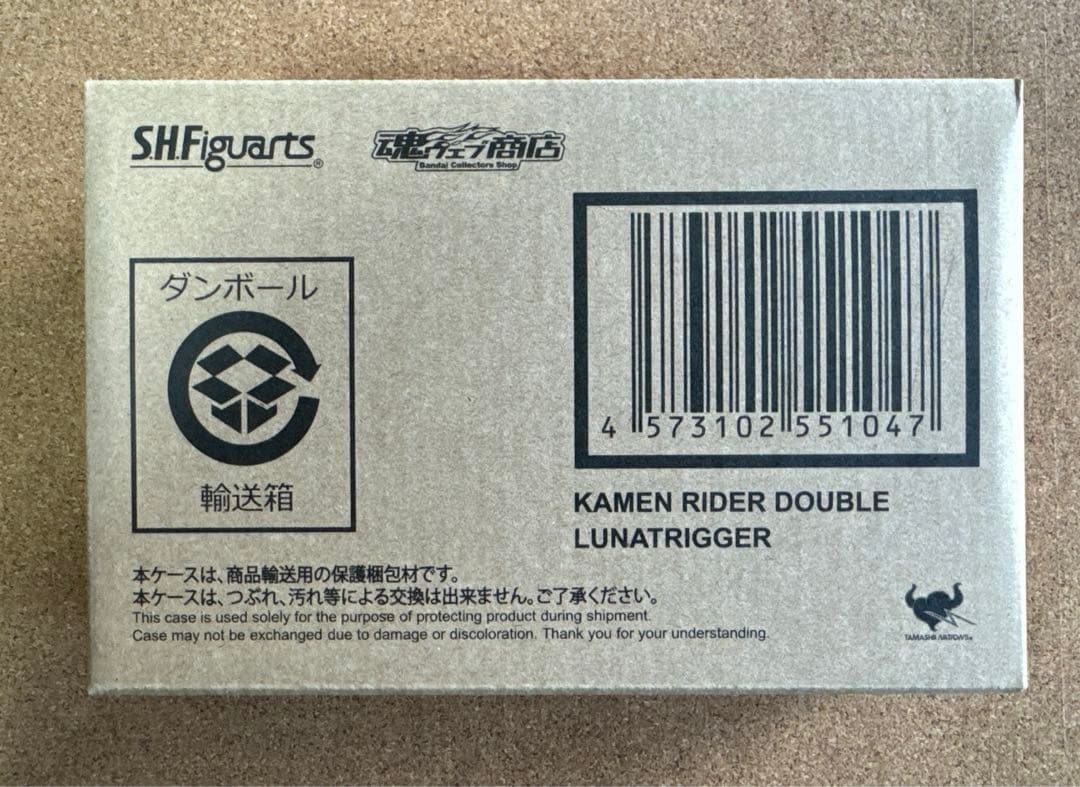 S.H.Figuarts®
魂ウェブ商店
Bandai Collectors Shop
ダンボール
輸送箱
4 573102 551047
KAMEN RIDER DOUBLE
LUNATRIGGER
本ケースは、商品輸送用の保護梱包材です。
本ケースは、つぶれ、汚れ等による交換は出来ません。ご了承ください。
This case is used solely for the purpose of protecting product during shipment.
Case may not be exchanged due to damage or discoloration. Thank you for your understanding.
TAMASHII NATIONS